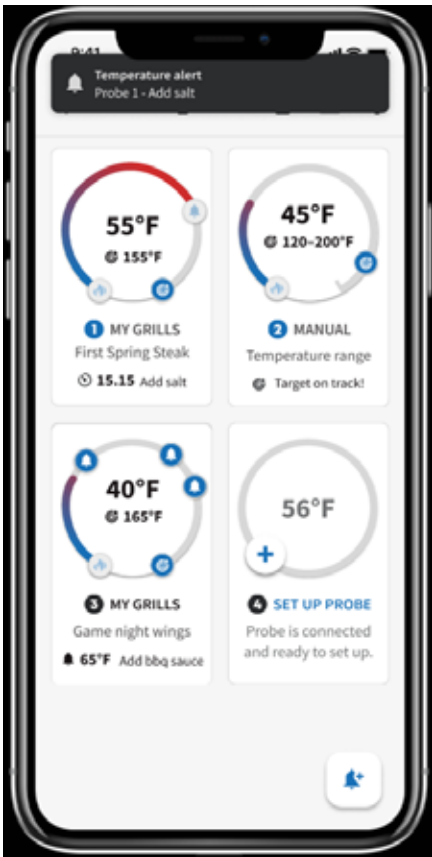 9:41
Temperature alert
Probe 1 - Add salt
55°F
155°F
1 MY GRILLS
First Spring Steak
15.15 Add salt
45°F
120–200°F
2 MANUAL
Temperature range
Target on track!
40°F
165°F
3 MY GRILLS
Game night wings
65°F Add bbq sauce
56°F
4 SET UP PROBE
Probe is connected
and ready to set up.